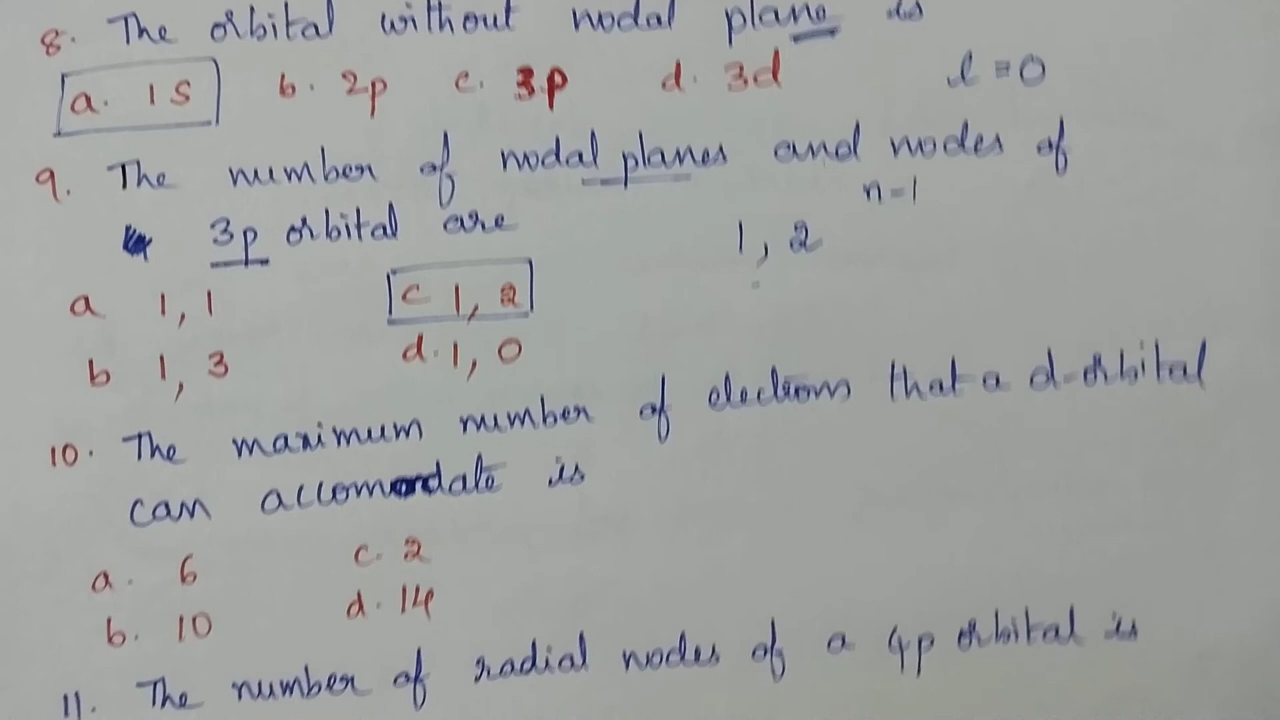 8. The orbital without nodal plane is
a. 1S b. 2p c. 3p d. 3d l = 0
9. The number of nodal planes and nodes of
n-1
3p orbital are 1, 2
a 1, 1 c 1, 2
b 1, 3 d. 1, 0
10. The maximum number of electrons that a d-orbital
can accomordate is
a. 6 c. 2
b. 10 d. 14
11. The number of radial nodes of a 4p orbital is